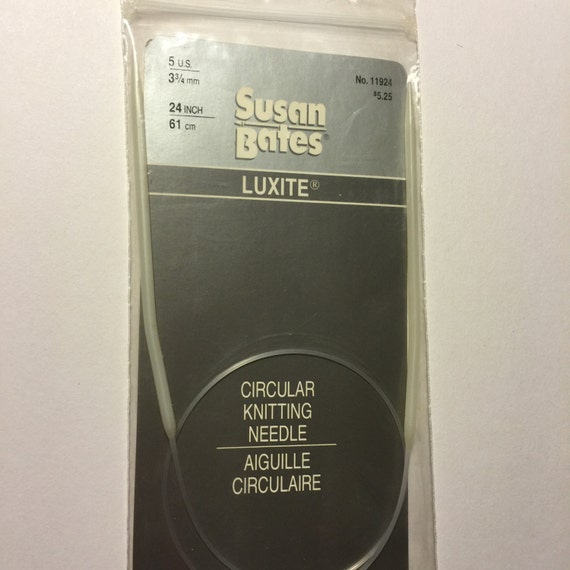 5 U.S.
3¾ mm
24 INCH
61 cm
No. 11924
$5.25
Susan
Bates®
LUXITE®
CIRCULAR
KNITTING
NEEDLE
AIGUILLE
CIRCULAIRE